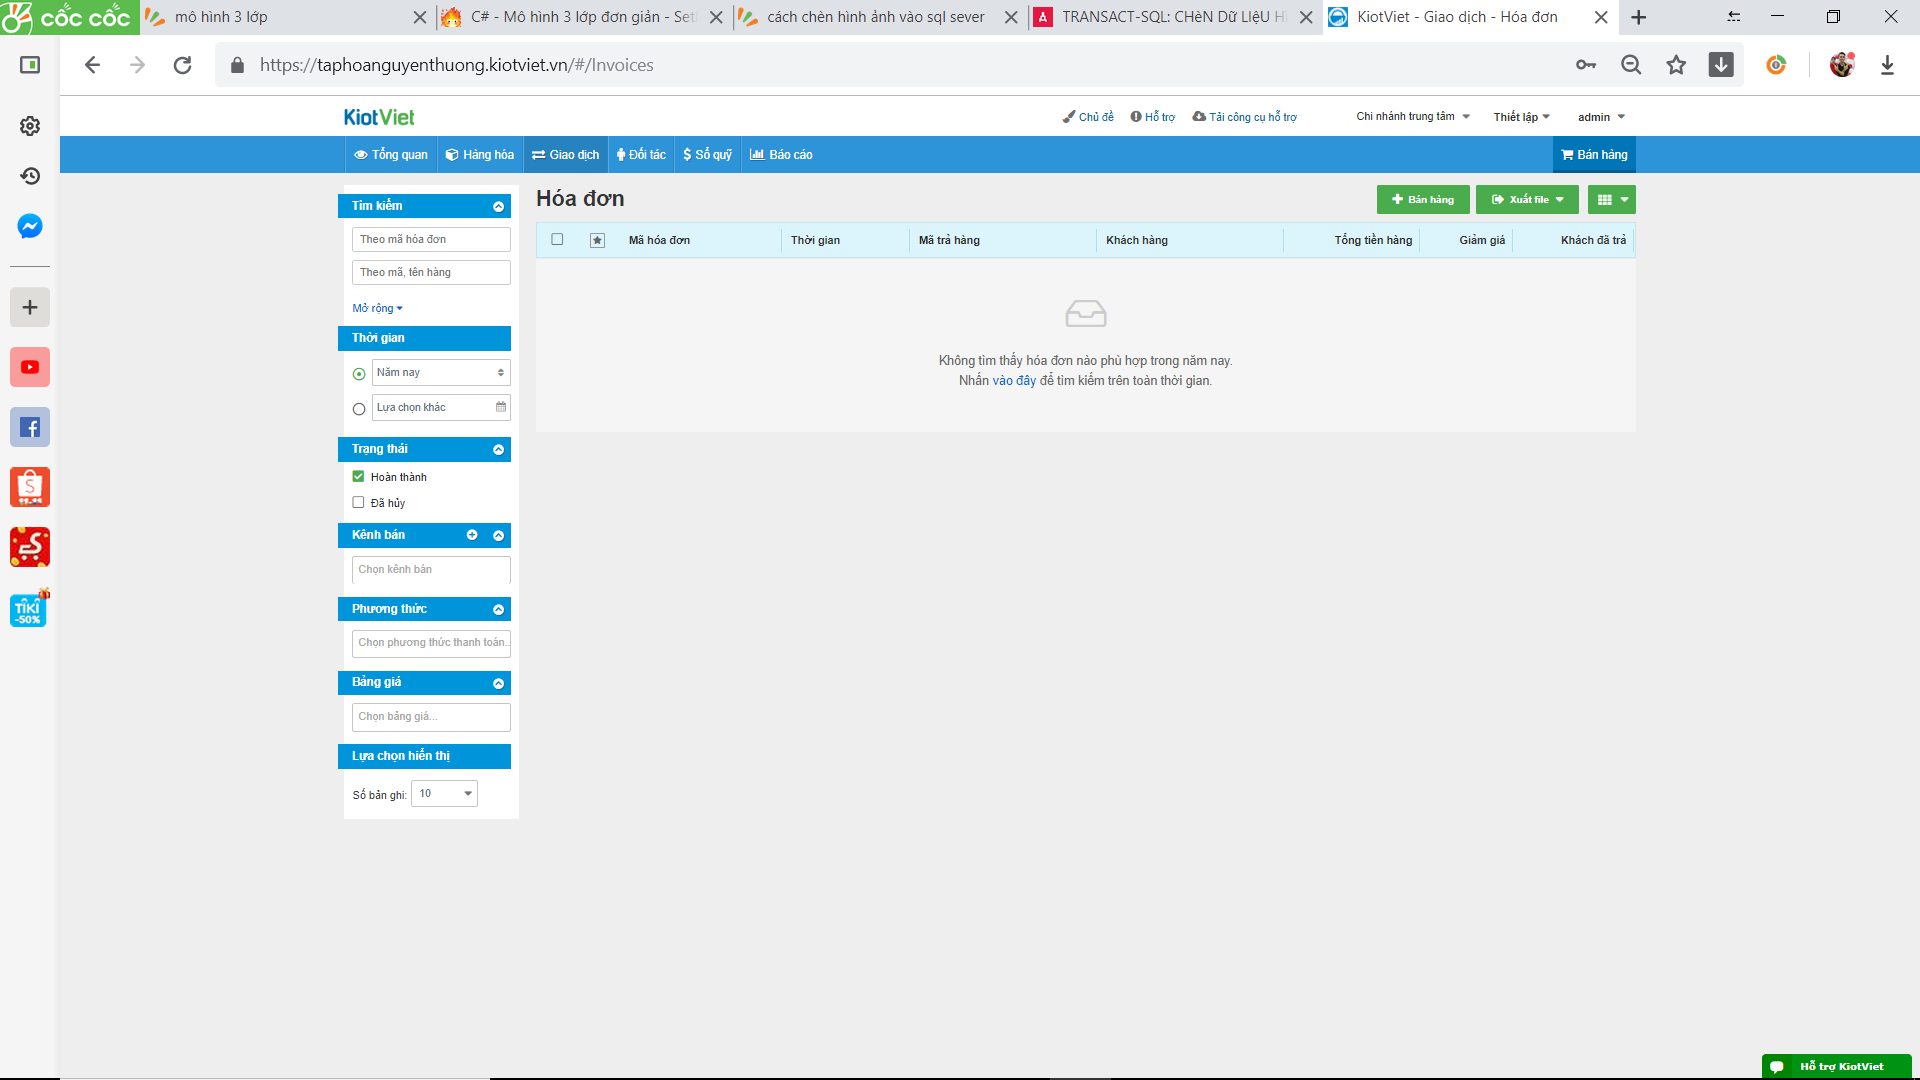 cốc cốc
mô hình 3 lớp
C# - Mô hình 3 lớp đơn giản - Set
cách chèn hình ảnh vào sql sever
TRANSACT-SQL: CHèN Dữ LIệU H
KiotViet - Giao dịch - Hóa đơn
https://taphoanguyenthuong.kiotviet.vn/#/Invoices
KiotViet
Chủ đề
Hỗ trợ
Tải công cụ hỗ trợ
Chi nhánh trung tâm
Thiết lập
admin
Tổng quan
Hàng hóa
Giao dịch
Đối tác
Sổ quỹ
Báo cáo
Bán hàng
Tìm kiếm
Theo mã hóa đơn
Theo mã, tên hàng
Mở rộng
Thời gian
Năm nay
Lựa chọn khác
Trạng thái
Hoàn thành
Đã hủy
Kênh bán
Chọn kênh bán
Phương thức
Chọn phương thức thanh toán..
Bảng giá
Chọn bảng giá...
Lựa chọn hiển thị
Số bản ghi: 10
Hóa đơn
Bán hàng
Xuất file
Mã hóa đơn
Thời gian
Mã trả hàng
Khách hàng
Tổng tiền hàng
Giảm giá
Khách đã trả
Không tìm thấy hóa đơn nào phù hợp trong năm nay.
Nhấn vào đây để tìm kiếm trên toàn thời gian.
TIKI
-50%
Hỗ trợ KiotViet